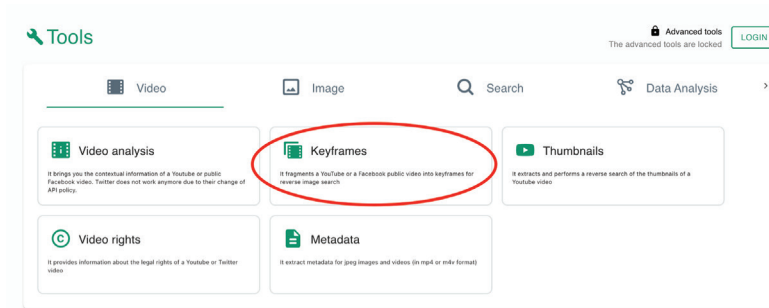 Tools
Advanced tools
The advanced tools are locked
LOGIN
Video
Image
Search
Data Analysis
Video analysis
It brings you the contextual information of a Youtube or public
Facebook video. Twitter does not work anymore due to their change of
API policy.
Keyframes
It fragments a YouTube or a Facebook public video into keyframes for
reverse image search
Thumbnails
It extracts and performs a reverse search of the thumbnails of a
Youtube video
Video rights
It provides information about the legal rights of a Youtube or Twitter
video
Metadata
It extract metadata for jpeg images and videos (in mp4 or m4v format)